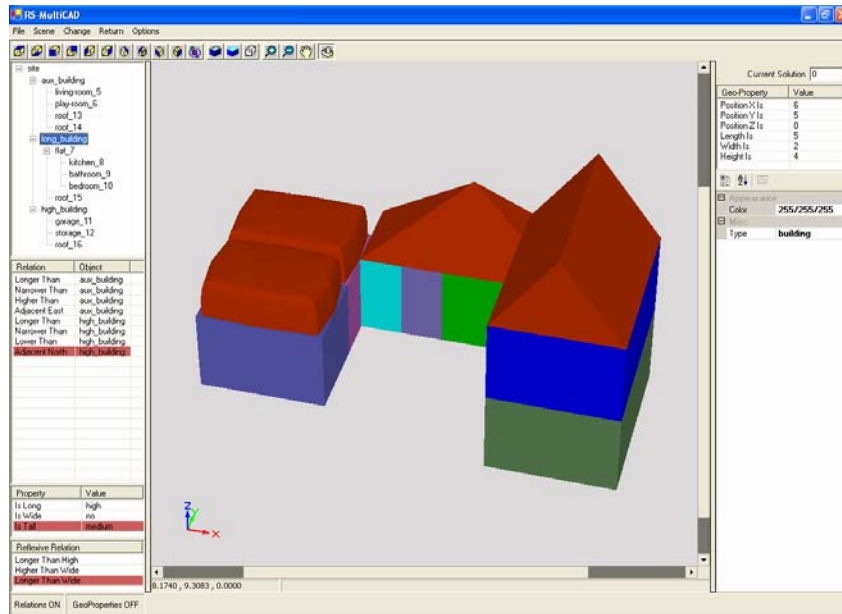 RS-MultiCAD
File Scene Change Return Options
site
aux_building
living-room_5
play-room_6
roof_13
roof_14
long_building
flat_7
kitchen_8
bathroom_9
bedroom_10
roof_15
high_building
garage_11
storage_12
roof_16
Relation Object
Longer Than aux_building
Narrower Than aux_building
Higher Than aux_building
Adjacent East aux_building
Longer Than high_building
Narrower Than high_building
Lower Than high_building
Adjacent North high_building
Property Value
Is Long high
Is Wide no
Is Tall medium
Reflexive Relation
Longer Than High
Higher Than Wide
Longer Than Wide
Relations ON GeoProperties OFF
Z
Y
X
8.1740 , 9.3083 , 0.0000
Current Solution 0
Geo-Property Value
Position X Is 6
Position Y Is 5
Position Z Is 0
Length Is 5
Width Is 2
Height Is 4
Appearance
Color 255/255/255
Misc
Type building